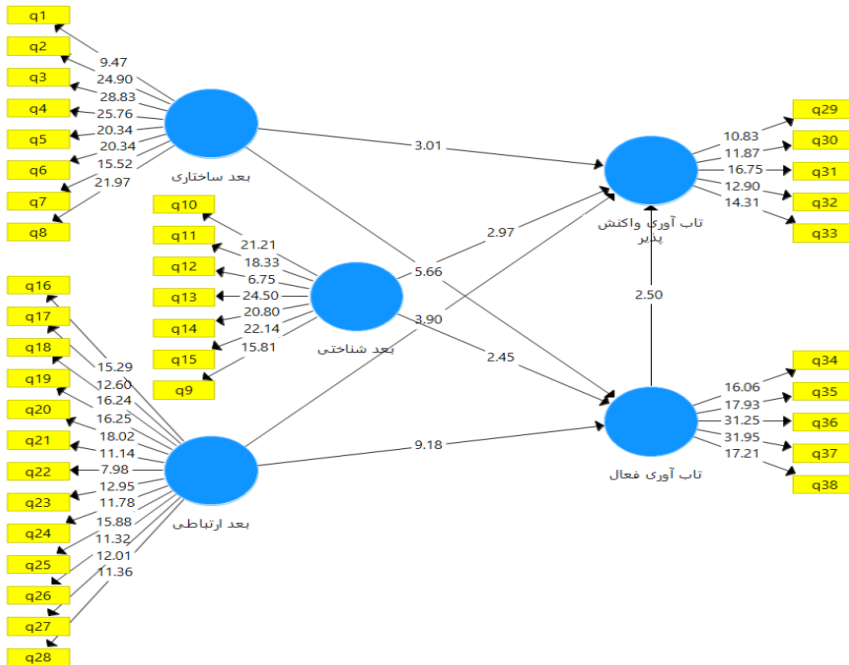 q1
q2
q3
q4
q5
q6
q7
q8
9.47
24.90
28.83
25.76
20.34
20.34
15.52
21.97
بعد ساختاری
q10
q11
q12
q13
q14
q15
q9
21.21
18.33
6.75
24.50
20.80
22.14
15.81
بعد شناختی
q16
q17
q18
q19
q20
q21
q22
q23
q24
q25
q26
q27
q28
15.29
12.60
16.24
16.25
18.02
11.14
7.98
12.95
11.78
15.88
11.32
12.01
11.36
بعد ارتباطی
3.01
2.97
5.66
3.90
2.45
9.18
2.50
تاب آوری واکنش
پذیر
10.83
11.87
16.75
12.90
14.31
q29
q30
q31
q32
q33
تاب آوری فعال
16.06
17.93
31.25
31.95
17.21
q34
q35
q36
q37
q38